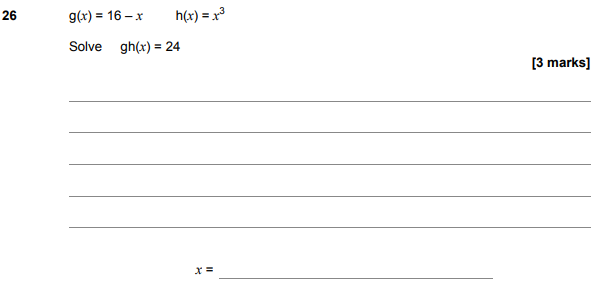 26 g(x) = 16 – x h(x) = x³
Solve gh(x) = 24
[3 marks]
x =